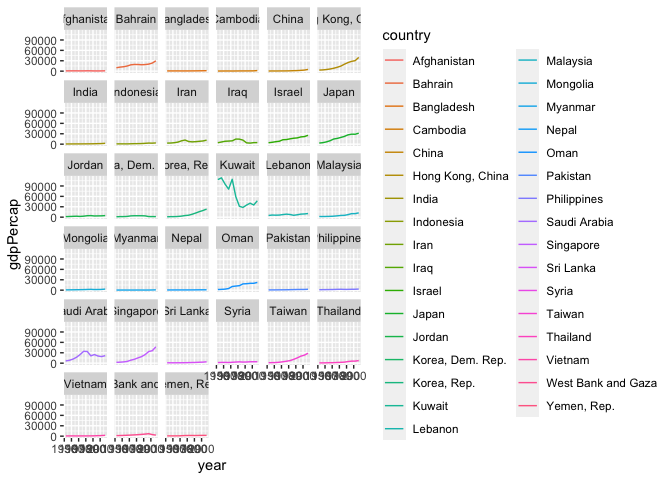 fghanista Bahrain anglades Cambodia China g Kong, C
90000
60000
30000
0
India ndonesi Iran Iraq Israel Japan
90000
60000
30000
0
Jordan a, Dem. orea, Re Kuwait Lebanon Malaysia
90000
60000
30000
0
Mongolia Myanmar Nepal Oman Pakistan hilippine
90000
60000
30000
0
audi Arab Singapore Sri Lanka Syria Taiwan Thailand
90000
60000
30000
0
Vietnam Bank and emen, Re
90000
60000
30000
0
gdpPercap
year
country
Afghanistan
Bahrain
Bangladesh
Cambodia
China
Hong Kong, China
India
Indonesia
Iran
Iraq
Israel
Japan
Jordan
Korea, Dem. Rep.
Korea, Rep.
Kuwait
Lebanon
Malaysia
Mongolia
Myanmar
Nepal
Oman
Pakistan
Philippines
Saudi Arabia
Singapore
Sri Lanka
Syria
Taiwan
Thailand
Vietnam
West Bank and Gaza
Yemen, Rep.